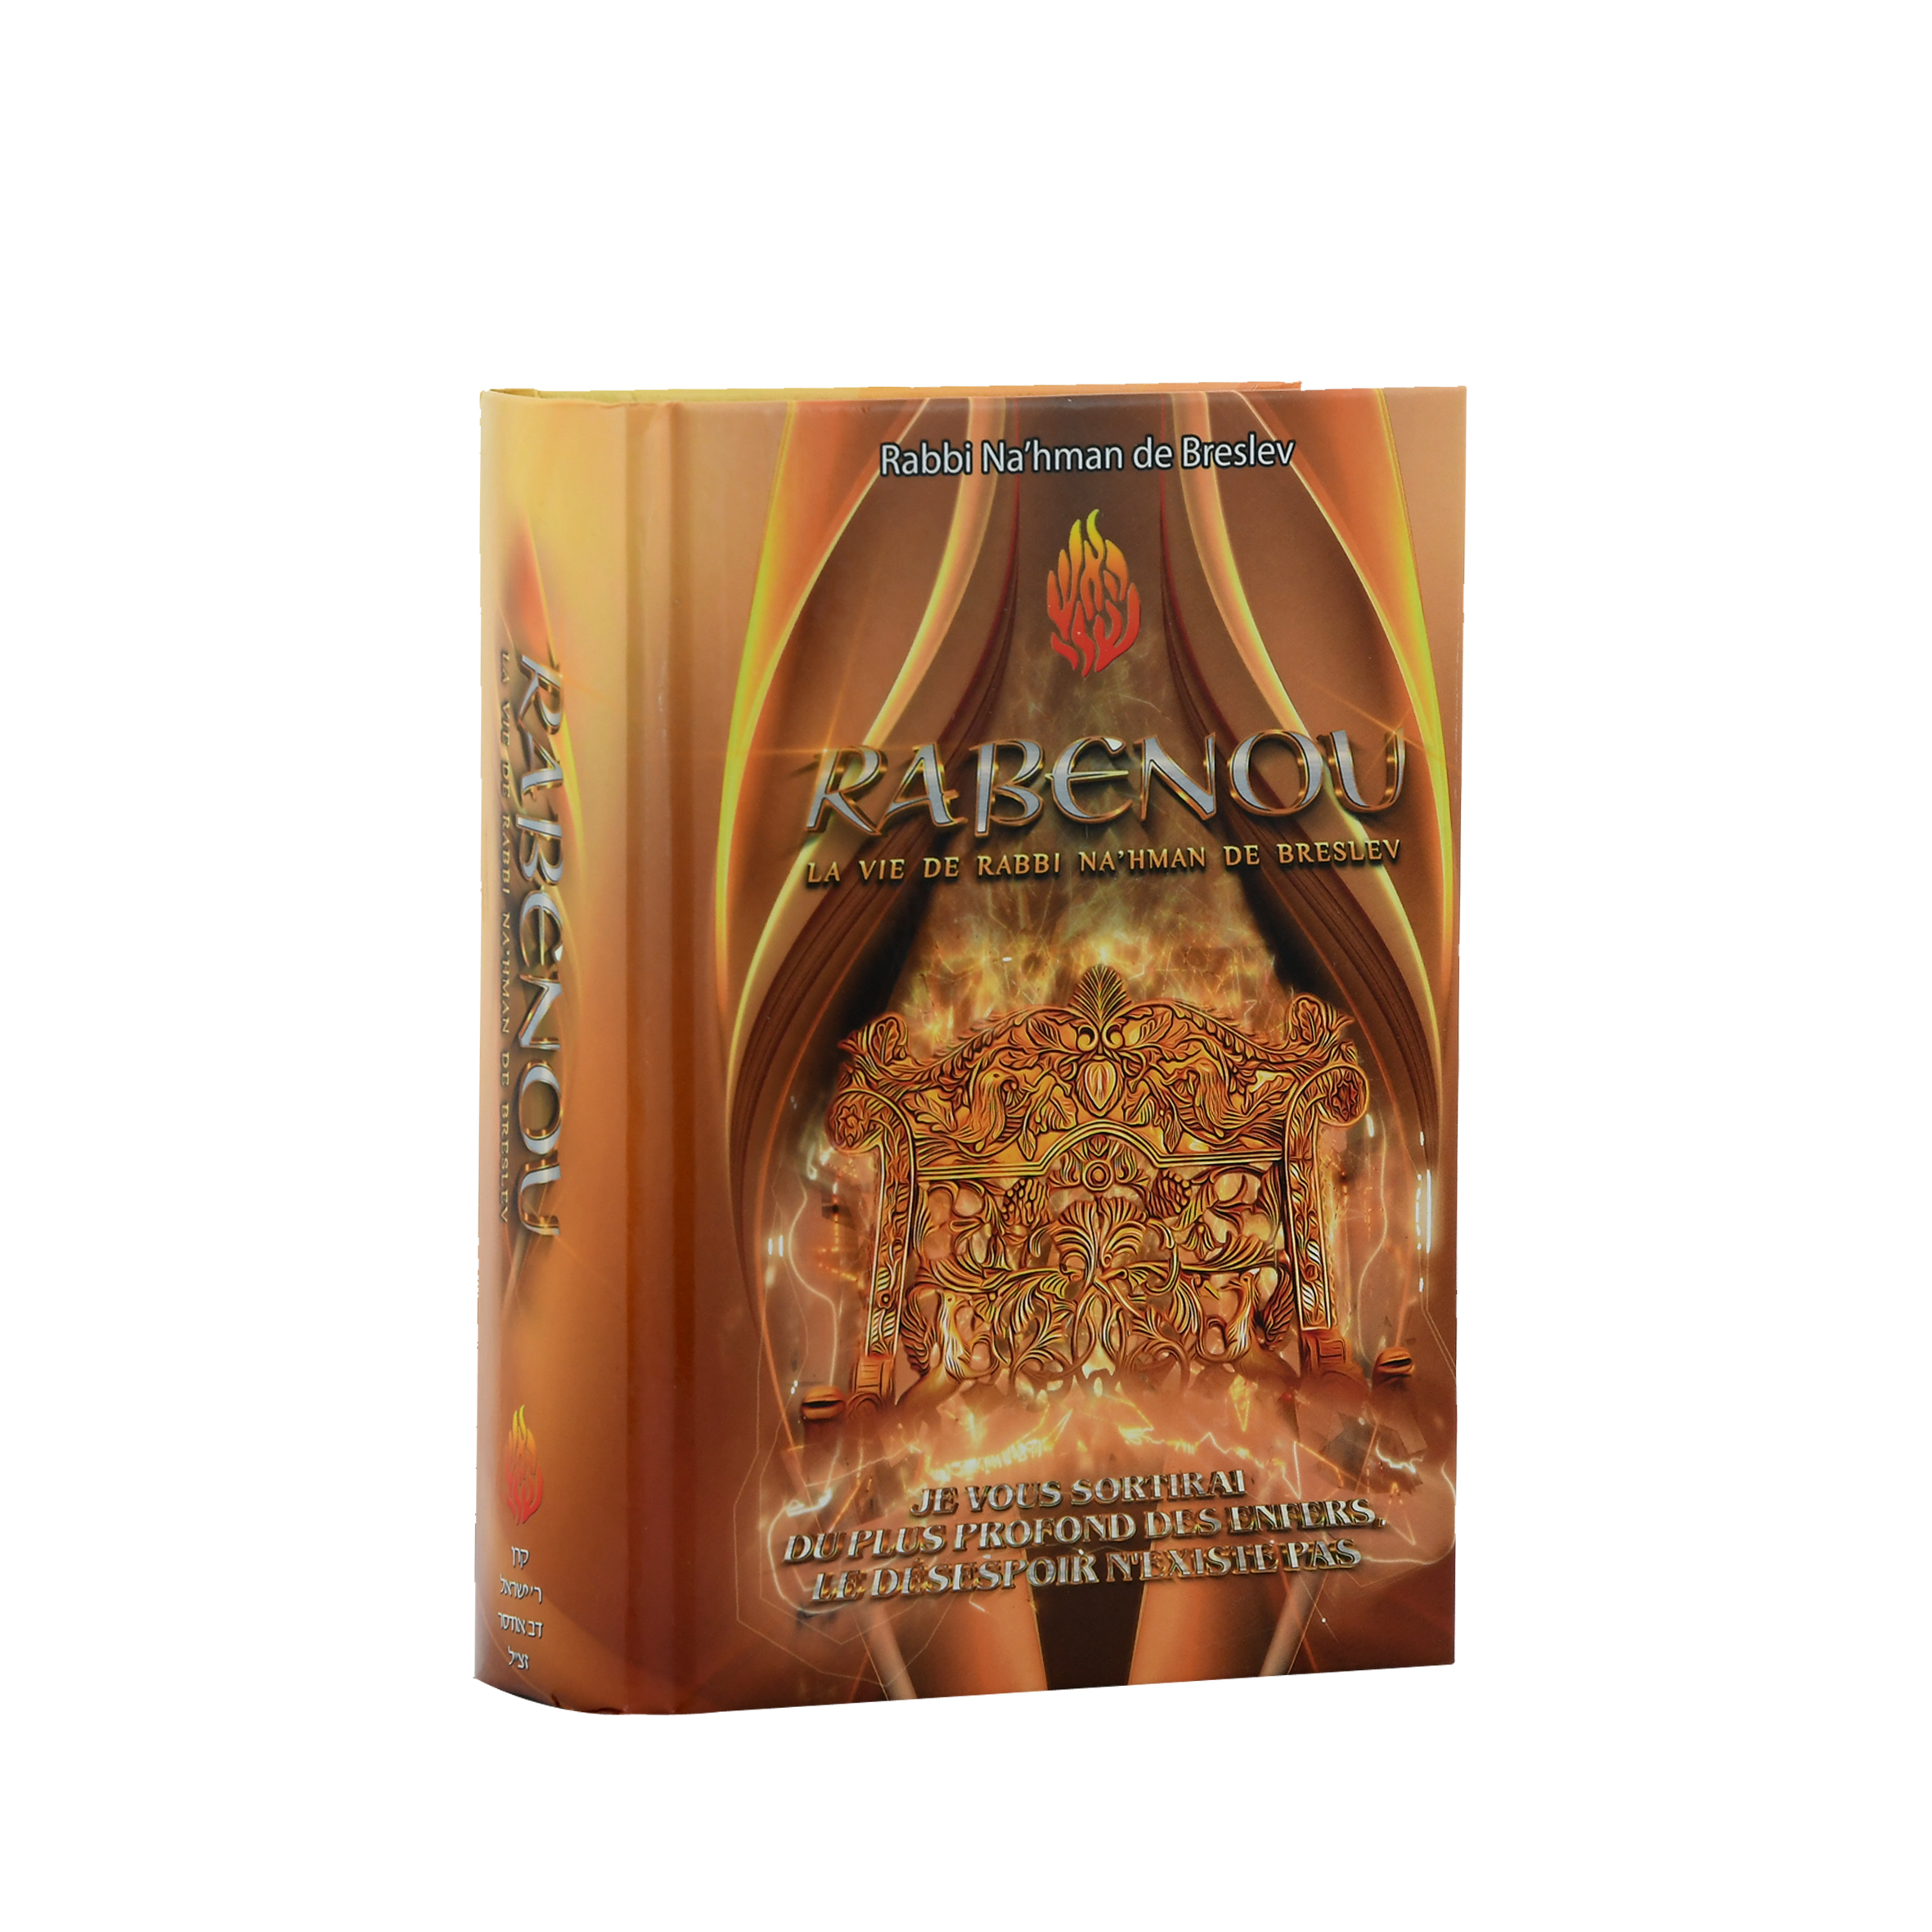 Rabbi Na'hman de Breslev
RABENOU
LA VIE DE RABBI NA'HMAN DE BRESLEV
JE VOUS SORTIRAI
DU PLUS PROFOND DES ENFERS,
LE DÉSESPOIR N'EXISTE PAS
RABENOU
LA VIE DE RABBI NA'HMAN DE BRESLEV
קרן
ר' ישראל
דב אודסר
זצ"ל